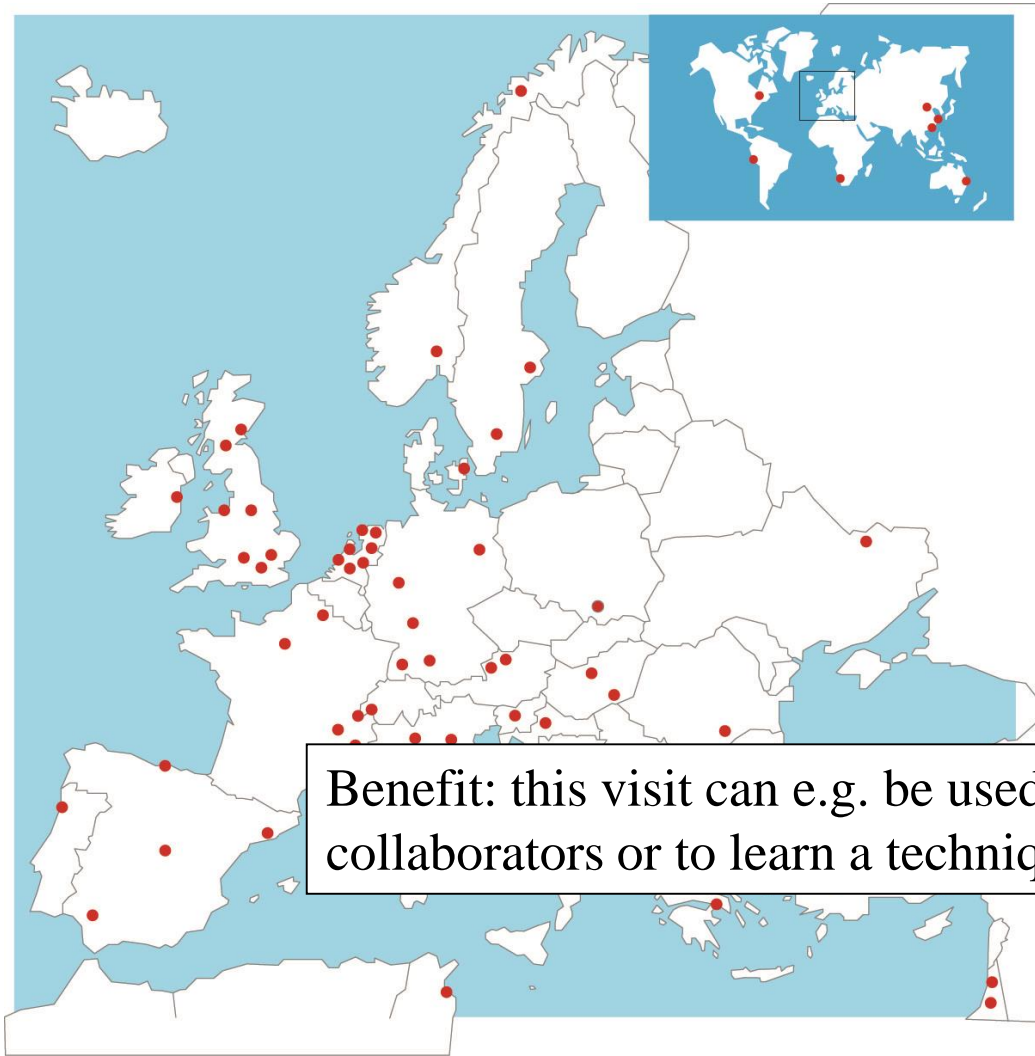 Benefit: this visit can e.g. be used
collaborators or to learn a techniq